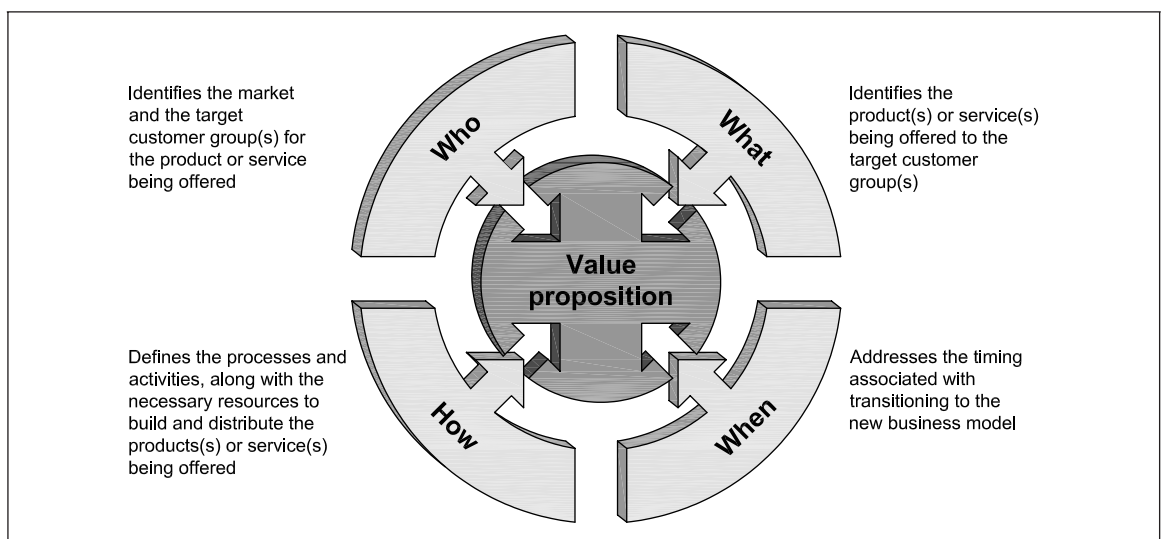 Identifies the market
and the target
customer group(s) for
the product or service
being offered
Who
What
Identifies the
product(s) or service(s)
being offered to the
target customer
group(s)
Value
proposition
Defines the processes and
activities, along with the
necessary resources to
build and distribute the
products(s) or service(s)
being offered
How
When
Addresses the timing
associated with
transitioning to the
new business model